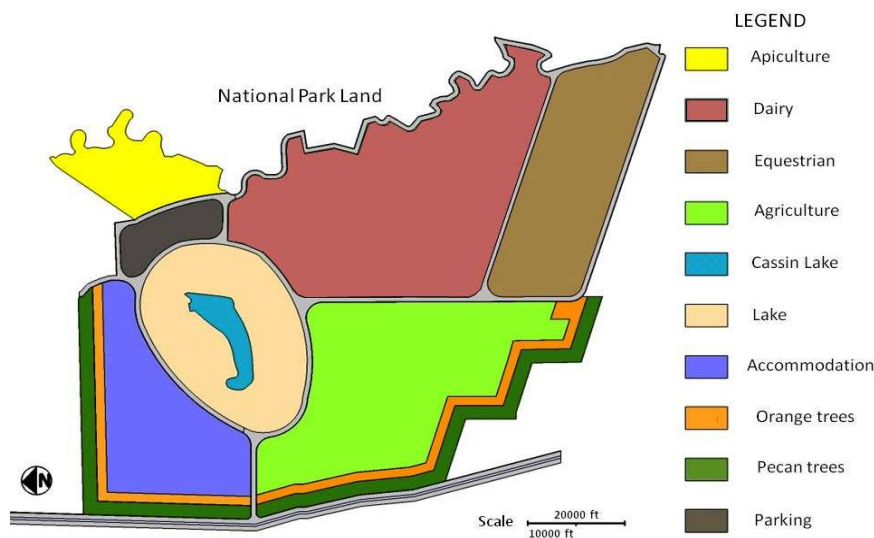 LEGEND
Apiculture
National Park Land
Dairy
Equestrian
Agriculture
Cassin Lake
Lake
Accommodation
Orange trees
Pecan trees
N
Parking
Scale
20000 ft
10000 ft